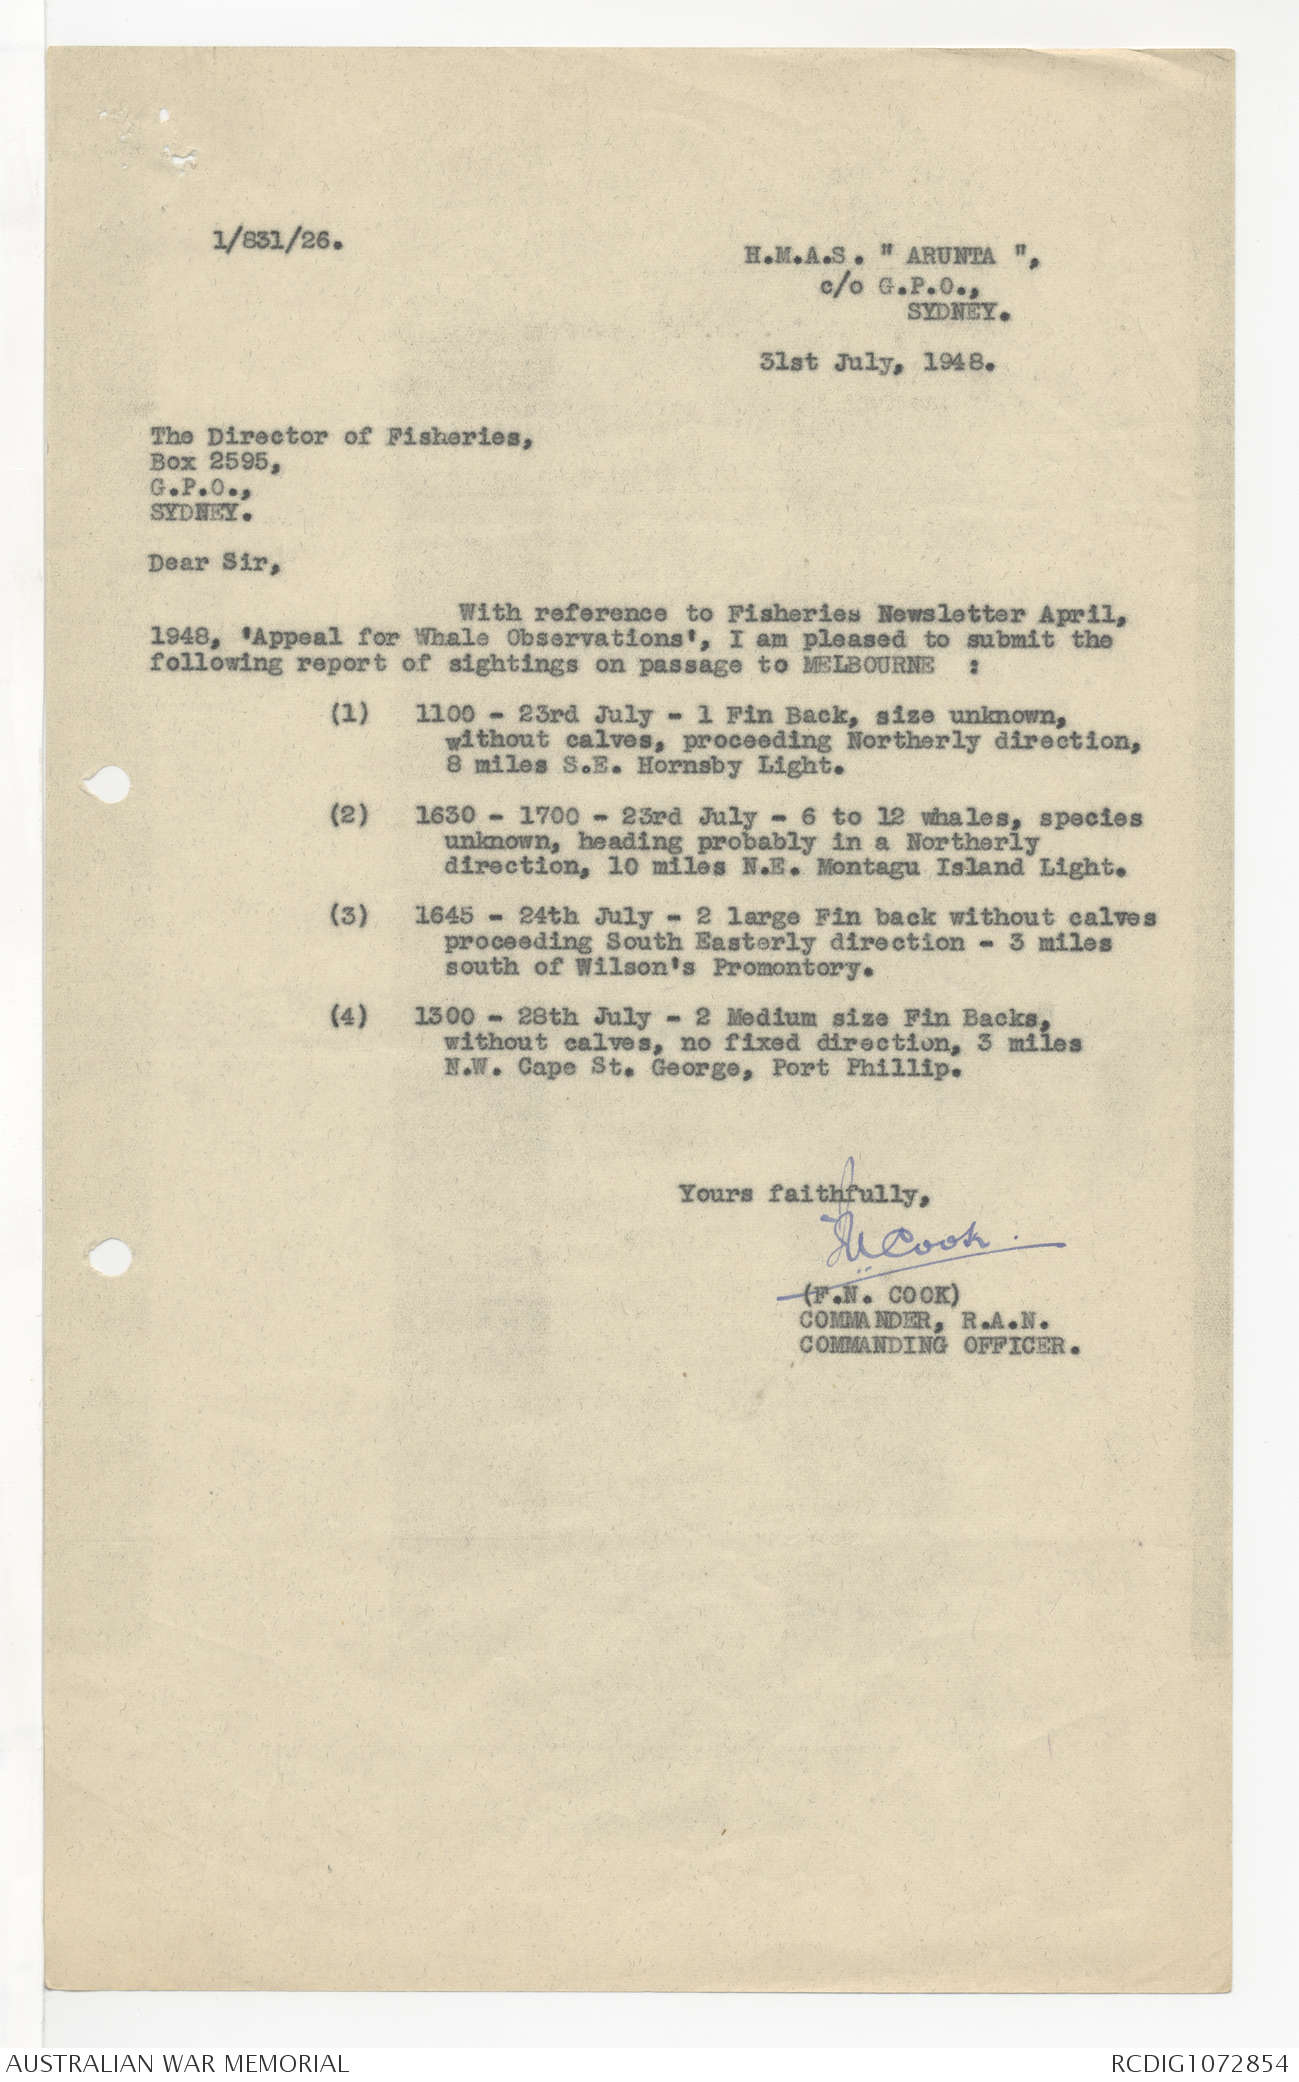 1/831/26.
H.M.A.S. " ARUNTA ",
c/o G.P.O.,
SYDNEY.
31st July, 1948.
The Director of Fisheries,
Box 2595,
G.P.O.,
SYDNEY.
Dear Sir,
With reference to Fisheries Newsletter April,
1948, 'Appeal for Whale Observations', I am pleased to submit the
following report of sightings on passage to MELBOURNE :
(1) 1100 - 23rd July - 1 Fin Back, size unknown,
without calves, proceeding Northerly direction,
8 miles S.E. Hornsby Light.
(2) 1630 - 1700 - 23rd July - 6 to 12 whales, species
unknown, heading probably in a Northerly
direction, 10 miles N.E. Montagu Island Light.
(3) 1645 - 24th July - 2 large Fin back without calves
proceeding South Easterly direction - 3 miles
south of Wilson's Promontory.
(4) 1300 - 28th July - 2 Medium size Fin Backs,
without calves, no fixed direction, 3 miles
N.W. Cape St. George, Port Phillip.
Yours faithfully,
FN Cook.
(F.N. COOK)
COMMANDER, R.A.N.
COMMANDING OFFICER.
AUSTRALIAN WAR MEMORIAL
RCDIG1072854